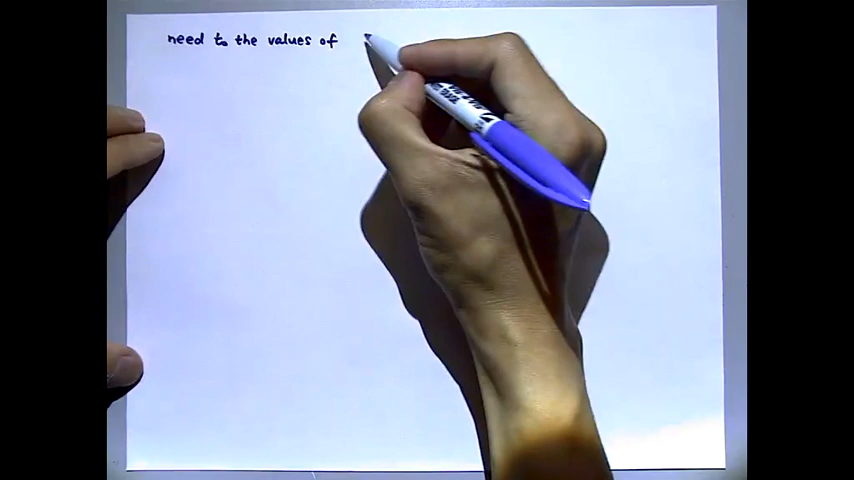 need to the values of